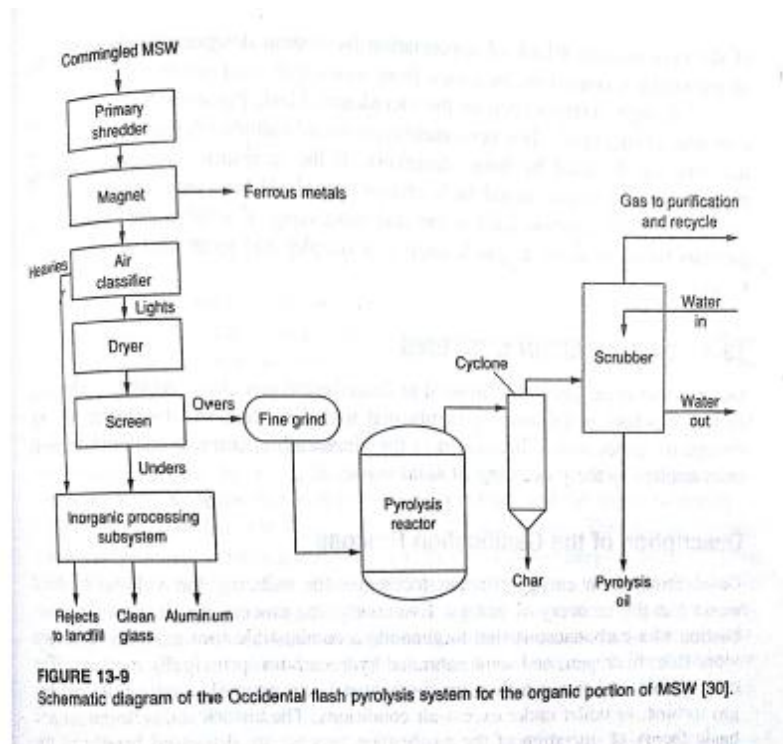 Commingled MSW
Primary
shredder
Magnet
Ferrous metals
Heavies
Air
classifier
Lights
Dryer
Screen
Overs
Fine grind
Unders
Inorganic processing
subsystem
Rejects
to landfill
Clean
glass
Aluminum
Pyrolysis
reactor
Cyclone
Char
Gas to purification
and recycle
Water
in
Scrubber
Water
out
Pyrolysis
oil
FIGURE 13-9
Schematic diagram of the Occidental flash pyrolysis system for the organic portion of MSW [30].